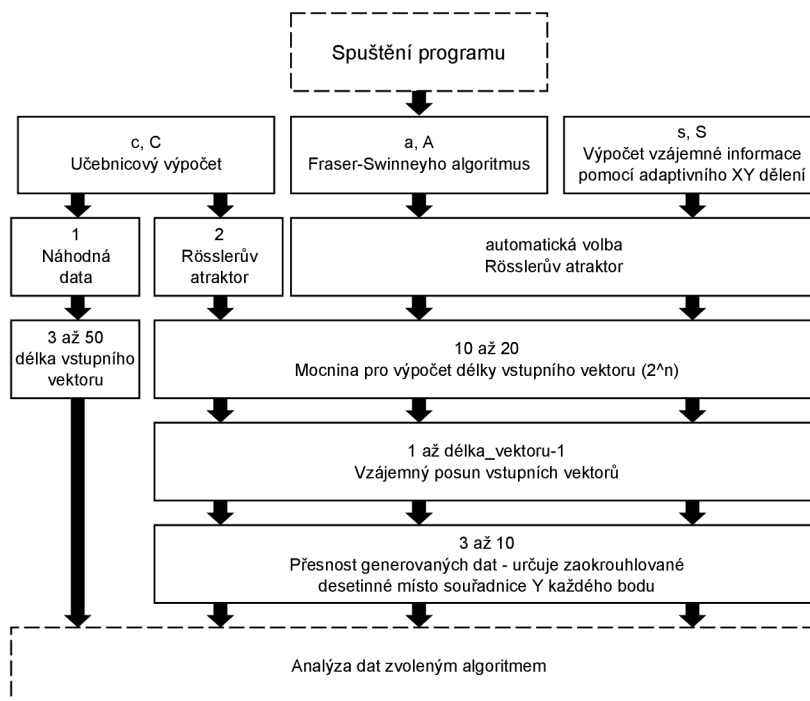 Spuštění programu
c, C
Učebnicový výpočet
a, A
Fraser-Swinneyho algoritmus
s, S
Výpočet vzájemné informace
pomocí adaptivního XY dělení
1
Náhodná
data
2
Rösslerův
atraktor
automatická volba
Rösslerův atraktor
3 až 50
délka vstupního
vektoru
10 až 20
Mocnina pro výpočet délky vstupního vektoru (2^n)
1 až délka_vektoru-1
Vzájemný posun vstupních vektorů
3 až 10
Přesnost generovaných dat - určuje zaokrouhlované
desetinné místo souřadnice Y každého bodu
Analýza dat zvoleným algoritmem